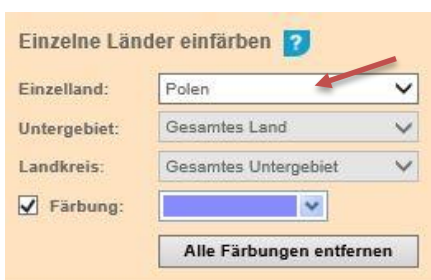 Einzelne Länder einfärben ?
Einzelland: Polen
Untergebiet: Gesamtes Land
Landkreis: Gesamtes Untergebiet
Färbung:
Alle Färbungen entfernen